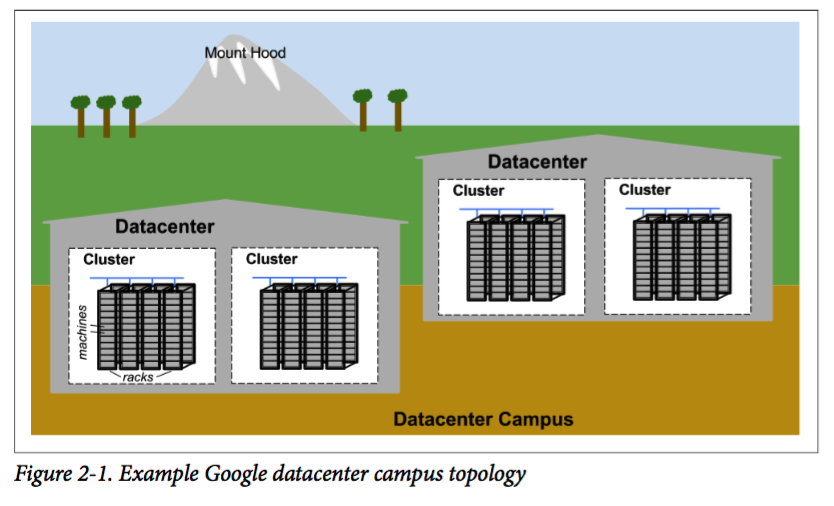 Mount Hood
Datacenter
Cluster
Cluster
Datacenter
Cluster
Cluster
machines
racks
Datacenter Campus
Figure 2-1. Example Google datacenter campus topology